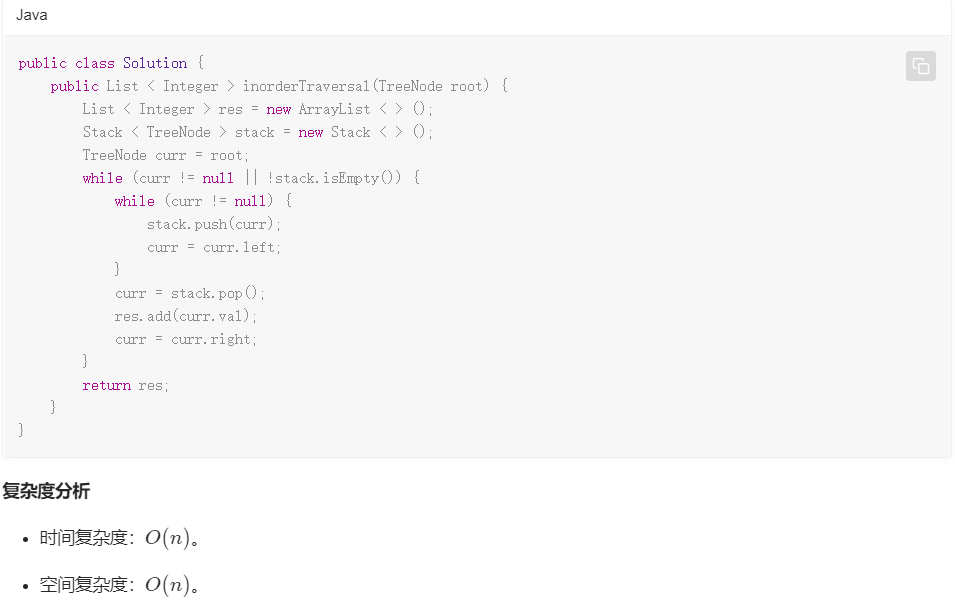 Java
public class Solution {
    public List < Integer > inorderTraversal(TreeNode root) {
        List < Integer > res = new ArrayList < > ();
        Stack < TreeNode > stack = new Stack < > ();
        TreeNode curr = root;
        while (curr != null || !stack.isEmpty()) {
            while (curr != null) {
                stack.push(curr);
                curr = curr.left;
            }
            curr = stack.pop();
            res.add(curr.val);
            curr = curr.right;
        }
        return res;
    }
}
复杂度分析
• 时间复杂度：O(n)。
• 空间复杂度：O(n)。